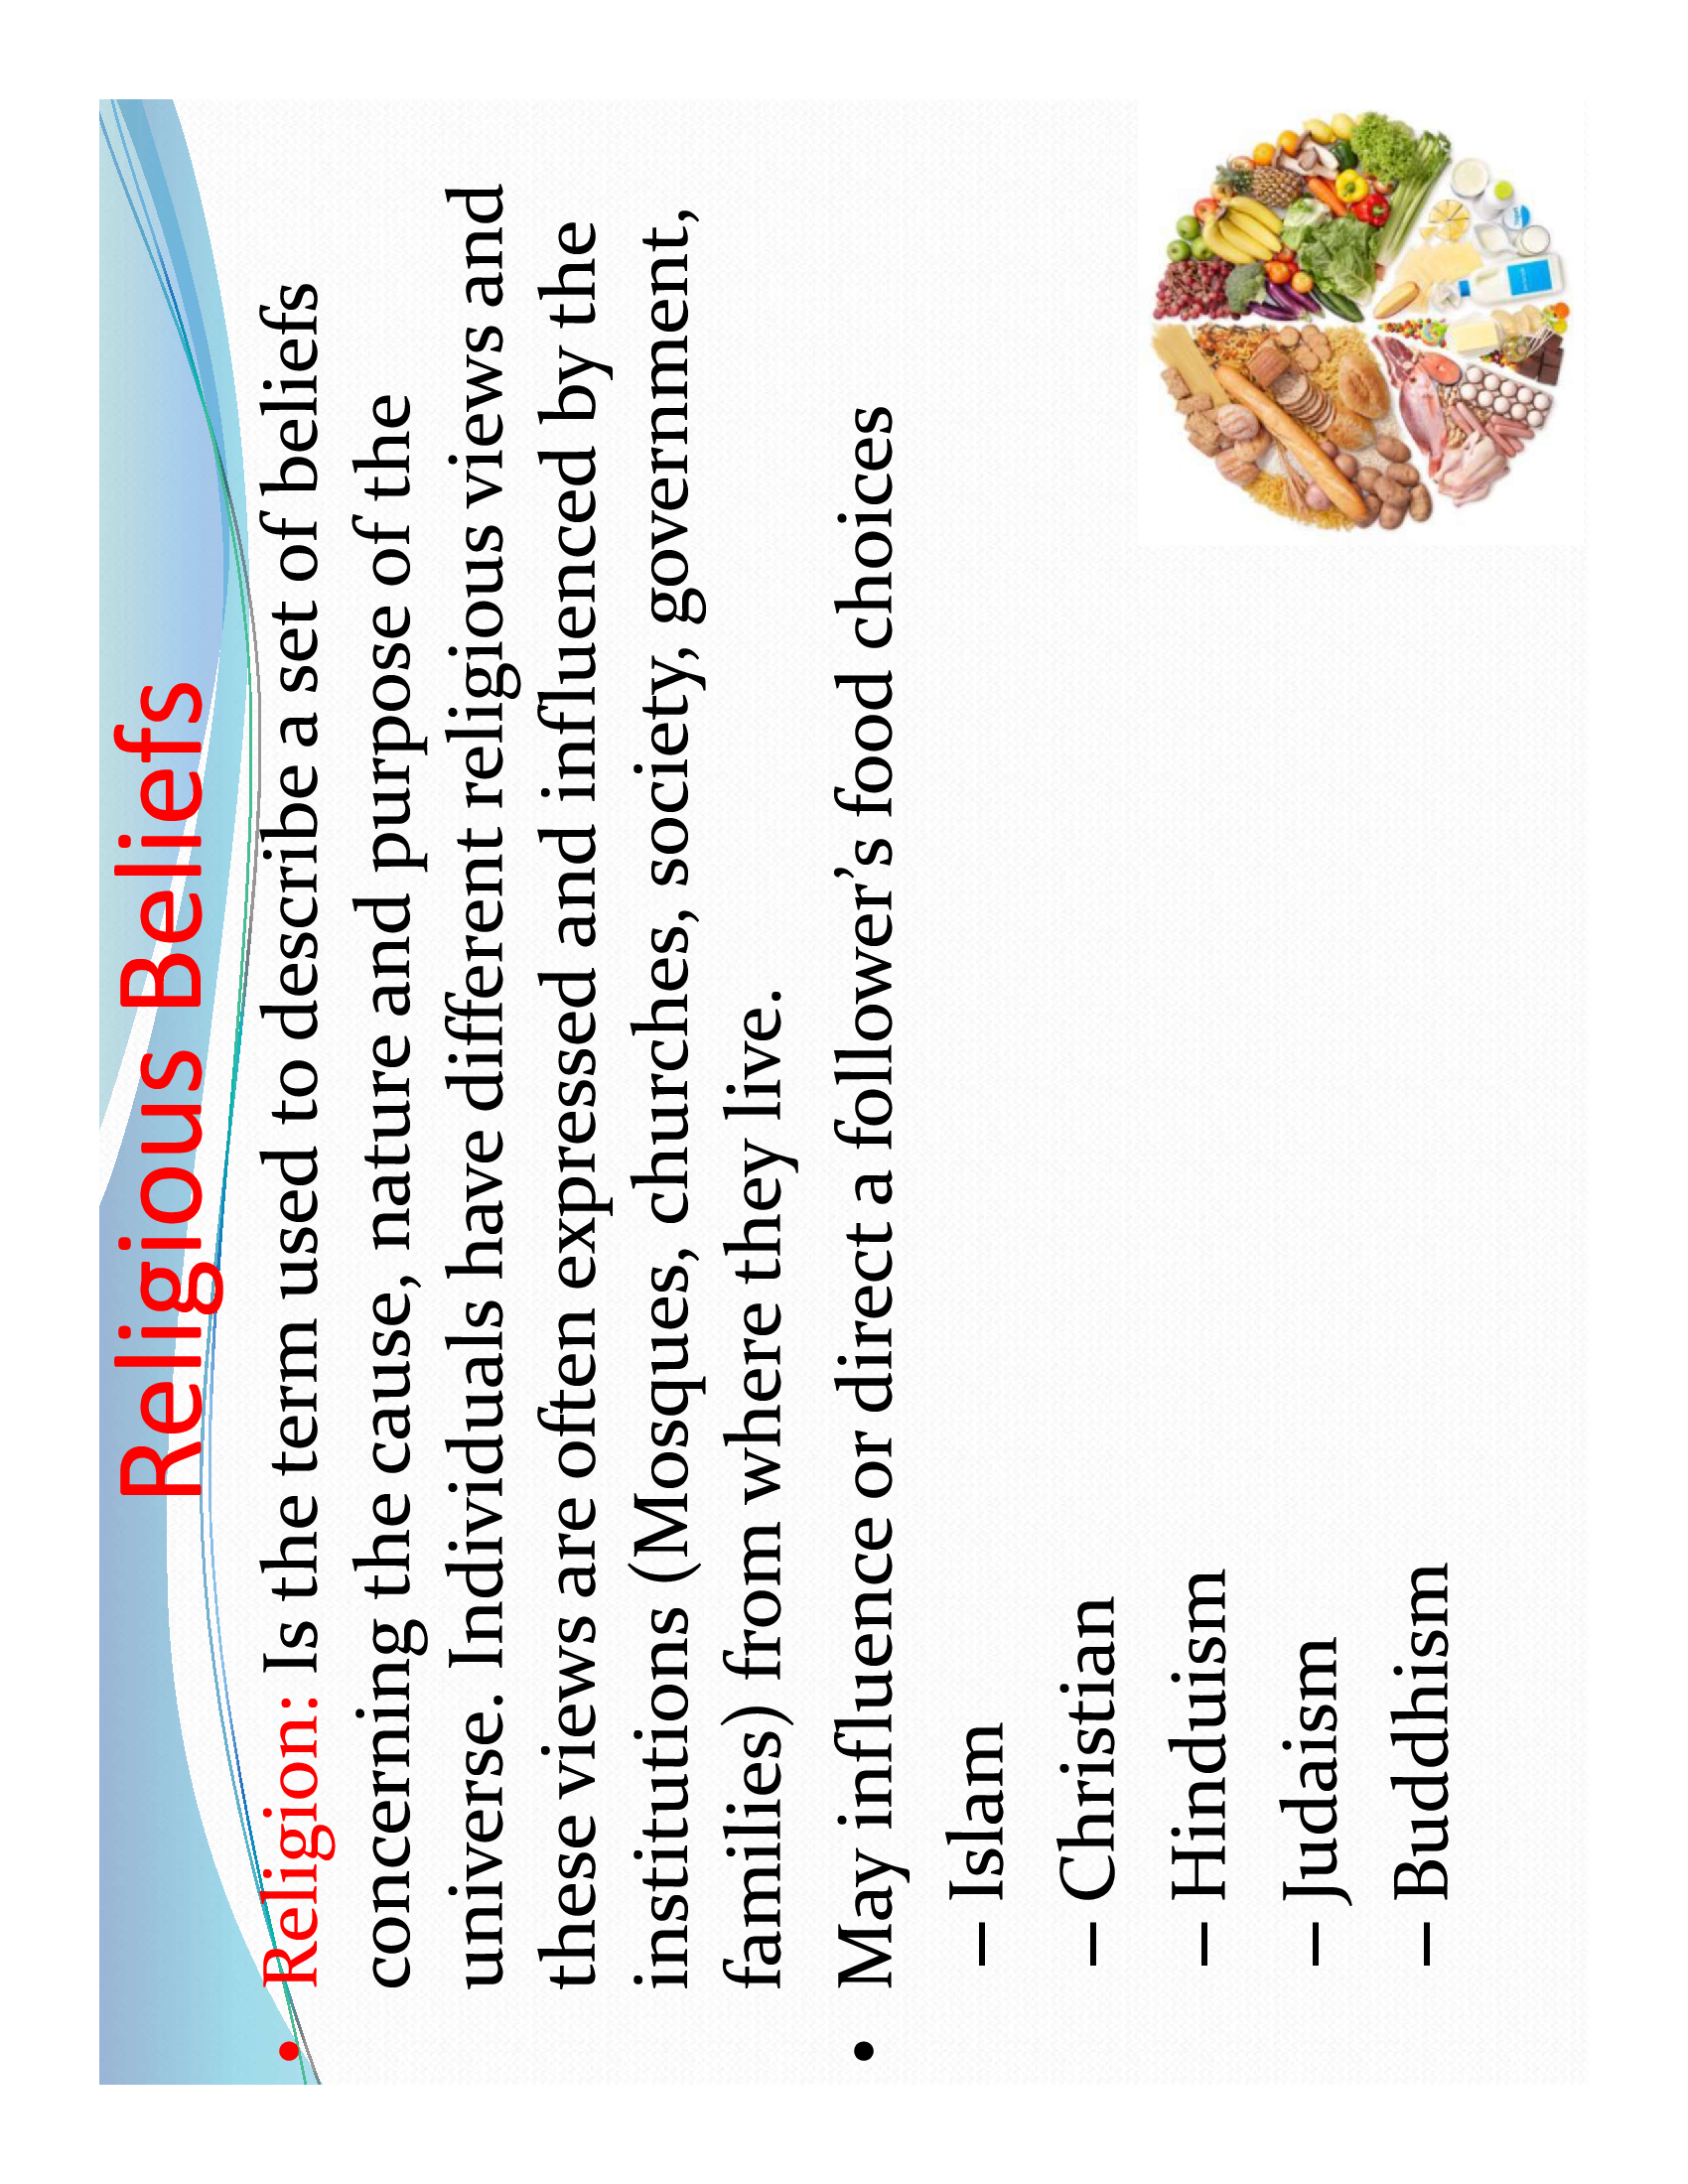 Religious Beliefs
• Religion: Is the term used to describe a set of beliefs
concerning the cause, nature and purpose of the
universe. Individuals have different religious views and
these views are often expressed and influenced by the
institutions (Mosques, churches, society, government,
families) from where they live.
• May influence or direct a follower’s food choices
– Islam
– Christian
– Hinduism
– Judaism
– Buddhism